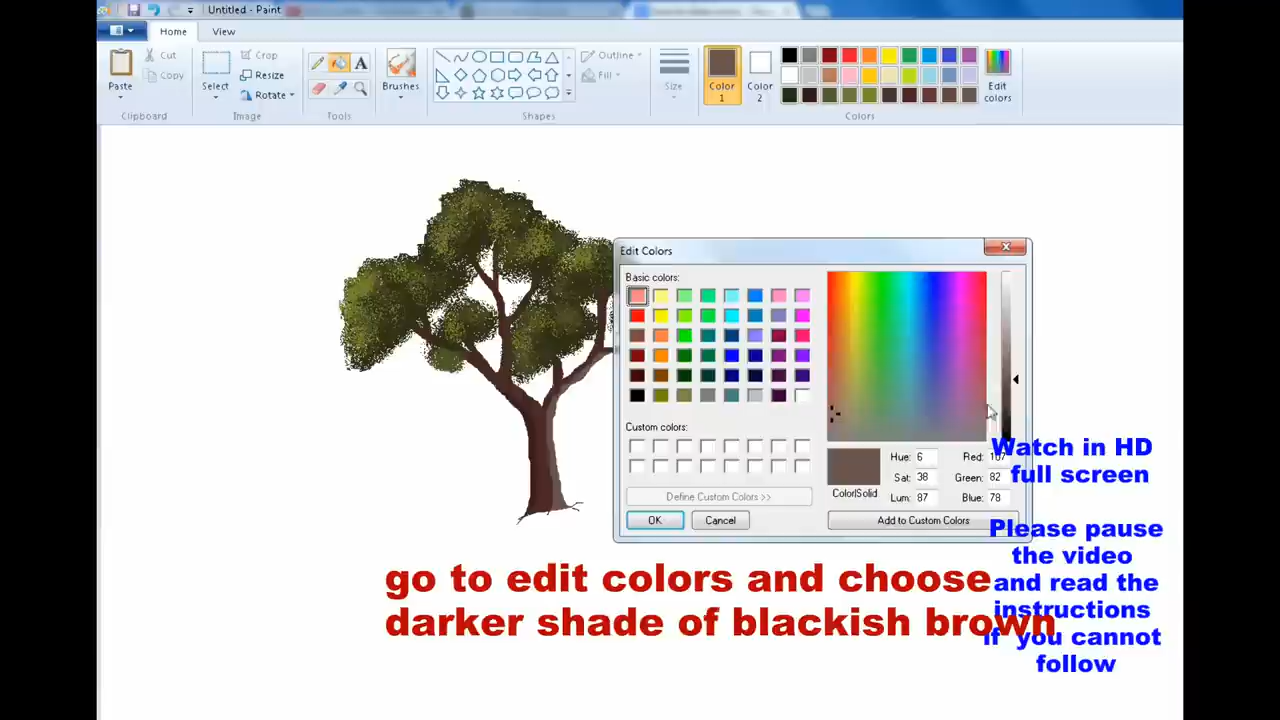 Untitled - Paint
Home
View
Paste
Cut
Copy
Clipboard
Select
Crop
Resize
Rotate
Image
A
Tools
Brushes
Shapes
Outline
Fill
Size
Color 1
Color 2
Edit colors
Colors
Edit Colors
Basic colors:
Custom colors:
Define Custom Colors >>
OK
Cancel
Color|Solid
Hue: 6
Sat: 38
Lum: 87
Red: 107
Green: 82
Blue: 78
Add to Custom Colors
Watch in HD
full screen
Please pause
the video
and read the
instructions
if you cannot
follow
go to edit colors and choose
darker shade of blackish brown